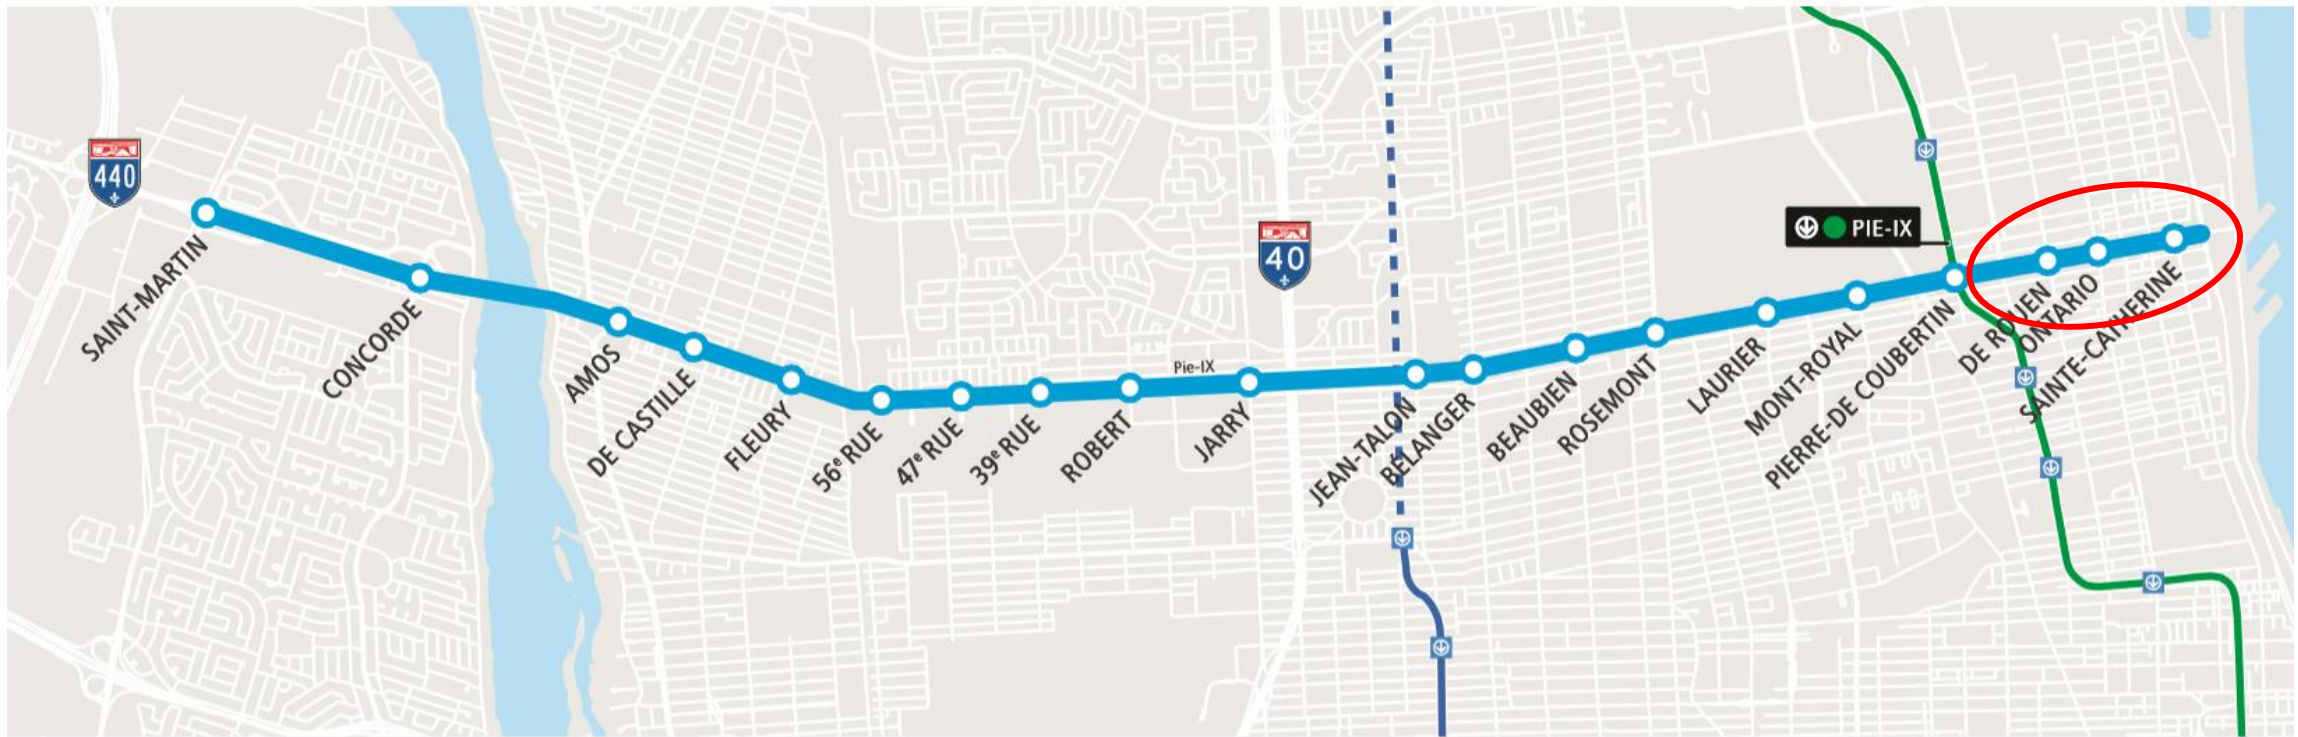 440
SAINT-MARTIN
CONCORDE
AMOS
DE CASTILLE
FLEURY
56e RUE
47e RUE
39e RUE
ROBERT
Pie-IX
JARRY
40
JEAN-TALON
BÉLANGER
BEAUBIEN
ROSEMONT
LAURIER
MONT-ROYAL
PIERRE-DE COUBERTIN
PIE-IX
DE ROUEN
ONTARIO
SAINTE-CATHERINE